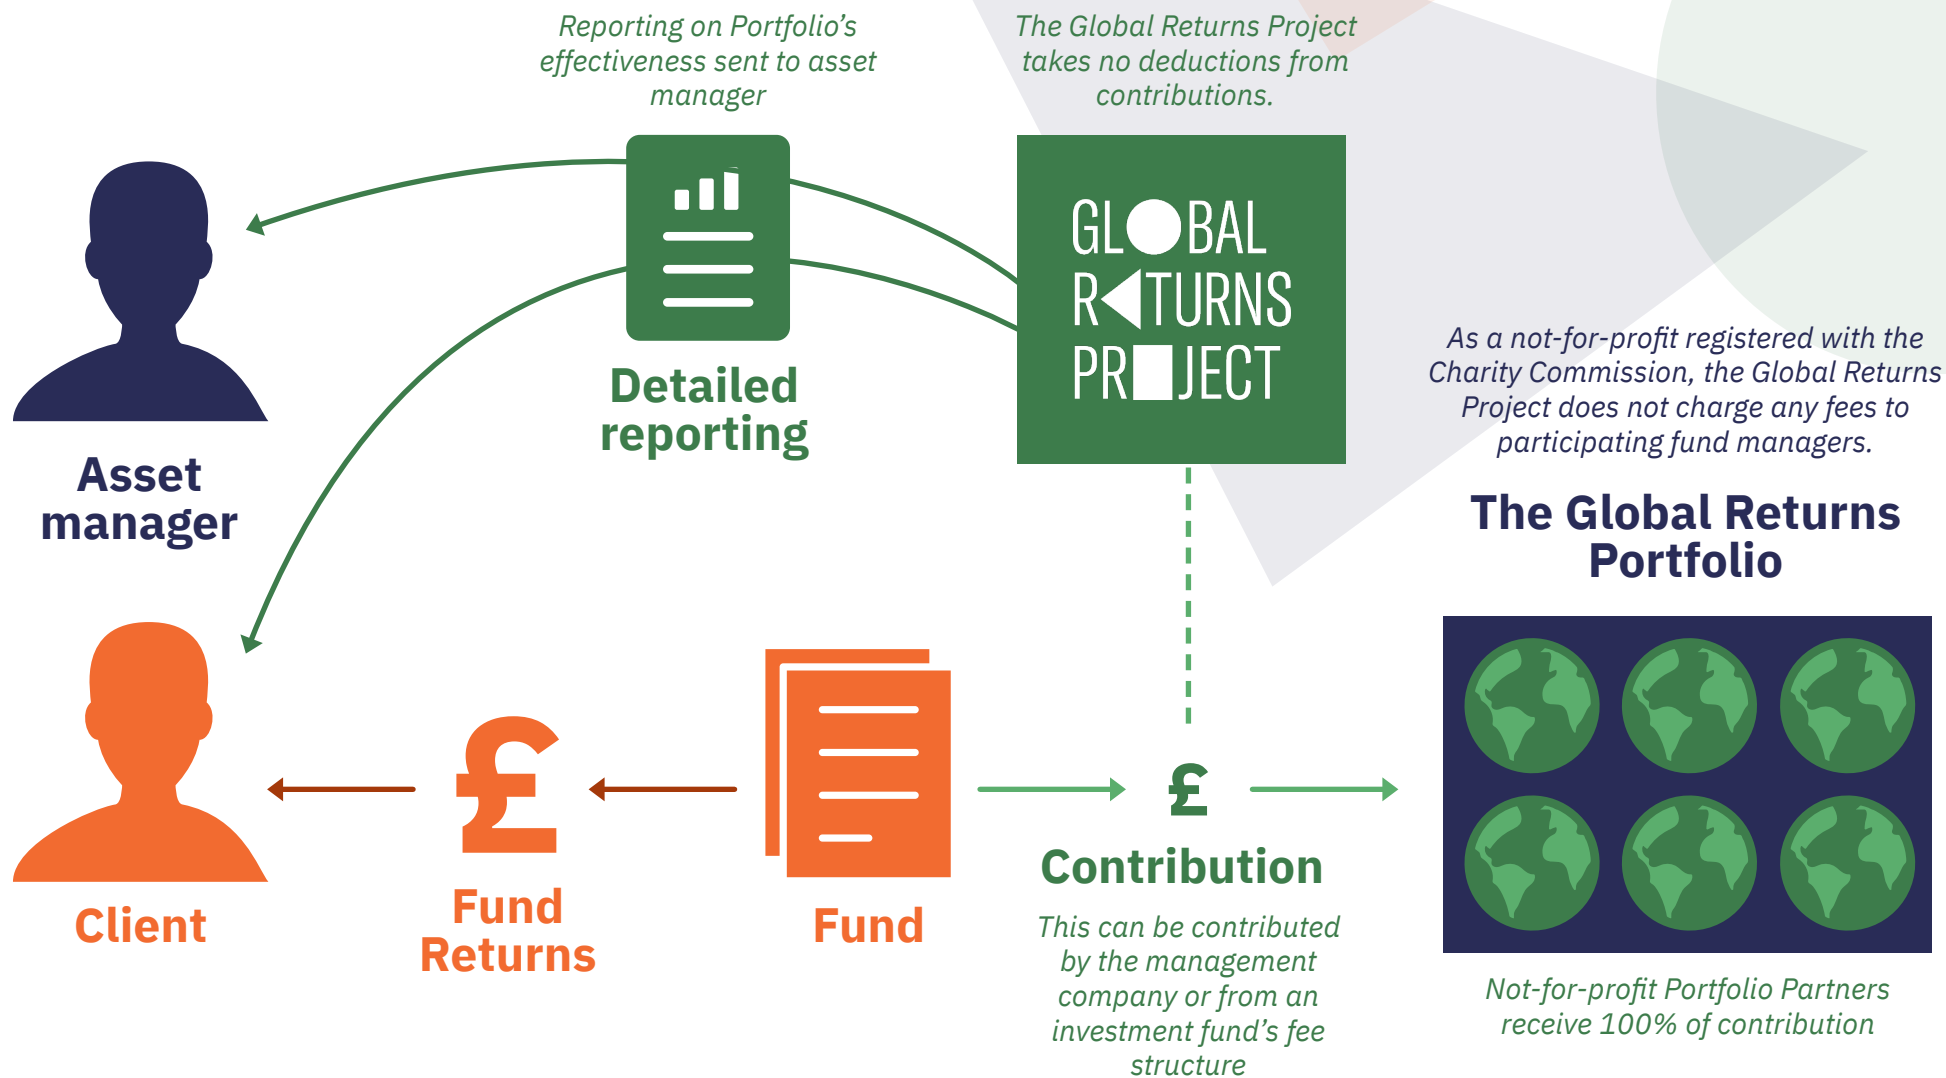 Reporting on Portfolio’s
effectiveness sent to asset
manager
The Global Returns Project
takes no deductions from
contributions.
GLOBAL
RETURNS
PROJECT
Detailed
reporting
Asset
manager
As a not-for-profit registered with the
Charity Commission, the Global Returns
Project does not charge any fees to
participating fund managers.
The Global Returns
Portfolio
£
£
Client
Fund
Returns
Fund
Contribution
This can be contributed
by the management
company or from an
investment fund’s fee
structure
Not-for-profit Portfolio Partners
receive 100% of contribution